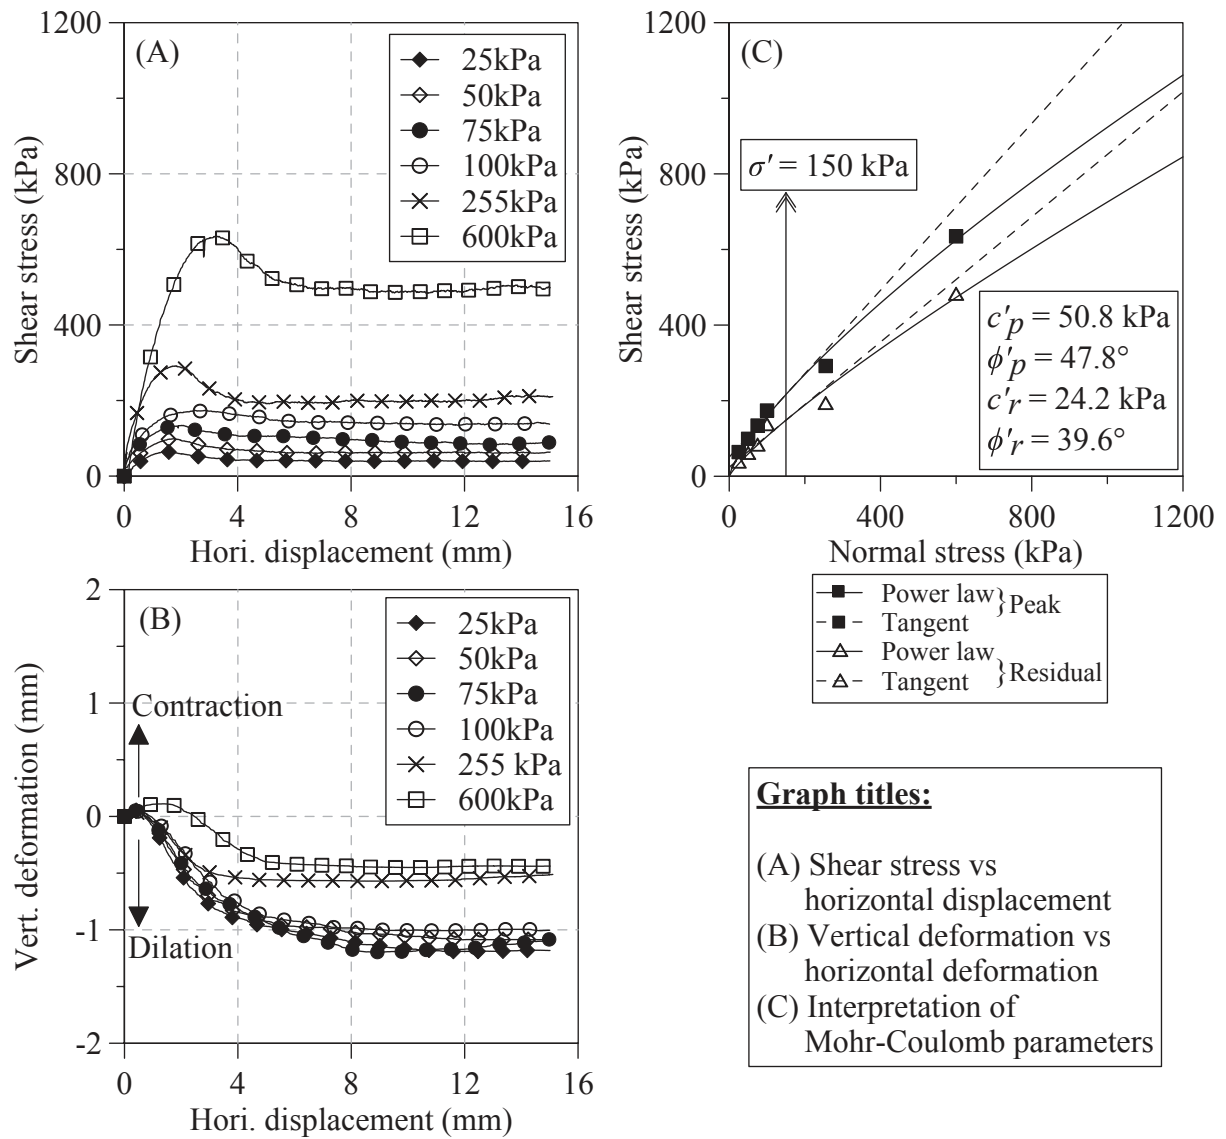 (A)
Shear stress (kPa)
1200
800
400
0
25kPa
50kPa
75kPa
100kPa
255kPa
600kPa
0 4 8 12 16
Hori. displacement (mm)
(C)
Shear stress (kPa)
1200
800
400
0
σ' = 150 kPa
c'p = 50.8 kPa
ϕ'p = 47.8°
c'r = 24.2 kPa
ϕ'r = 39.6°
0 400 800 1200
Normal stress (kPa)
Power law
Tangent
}Peak
Power law
Tangent
}Residual
(B)
Vert. deformation (mm)
2
1
0
-1
-2
25kPa
50kPa
75kPa
100kPa
255 kPa
600kPa
Contraction
Dilation
0 4 8 12 16
Hori. displacement (mm)
Graph titles:
(A) Shear stress vs
horizontal displacement
(B) Vertical deformation vs
horizontal deformation
(C) Interpretation of
Mohr-Coulomb parameters